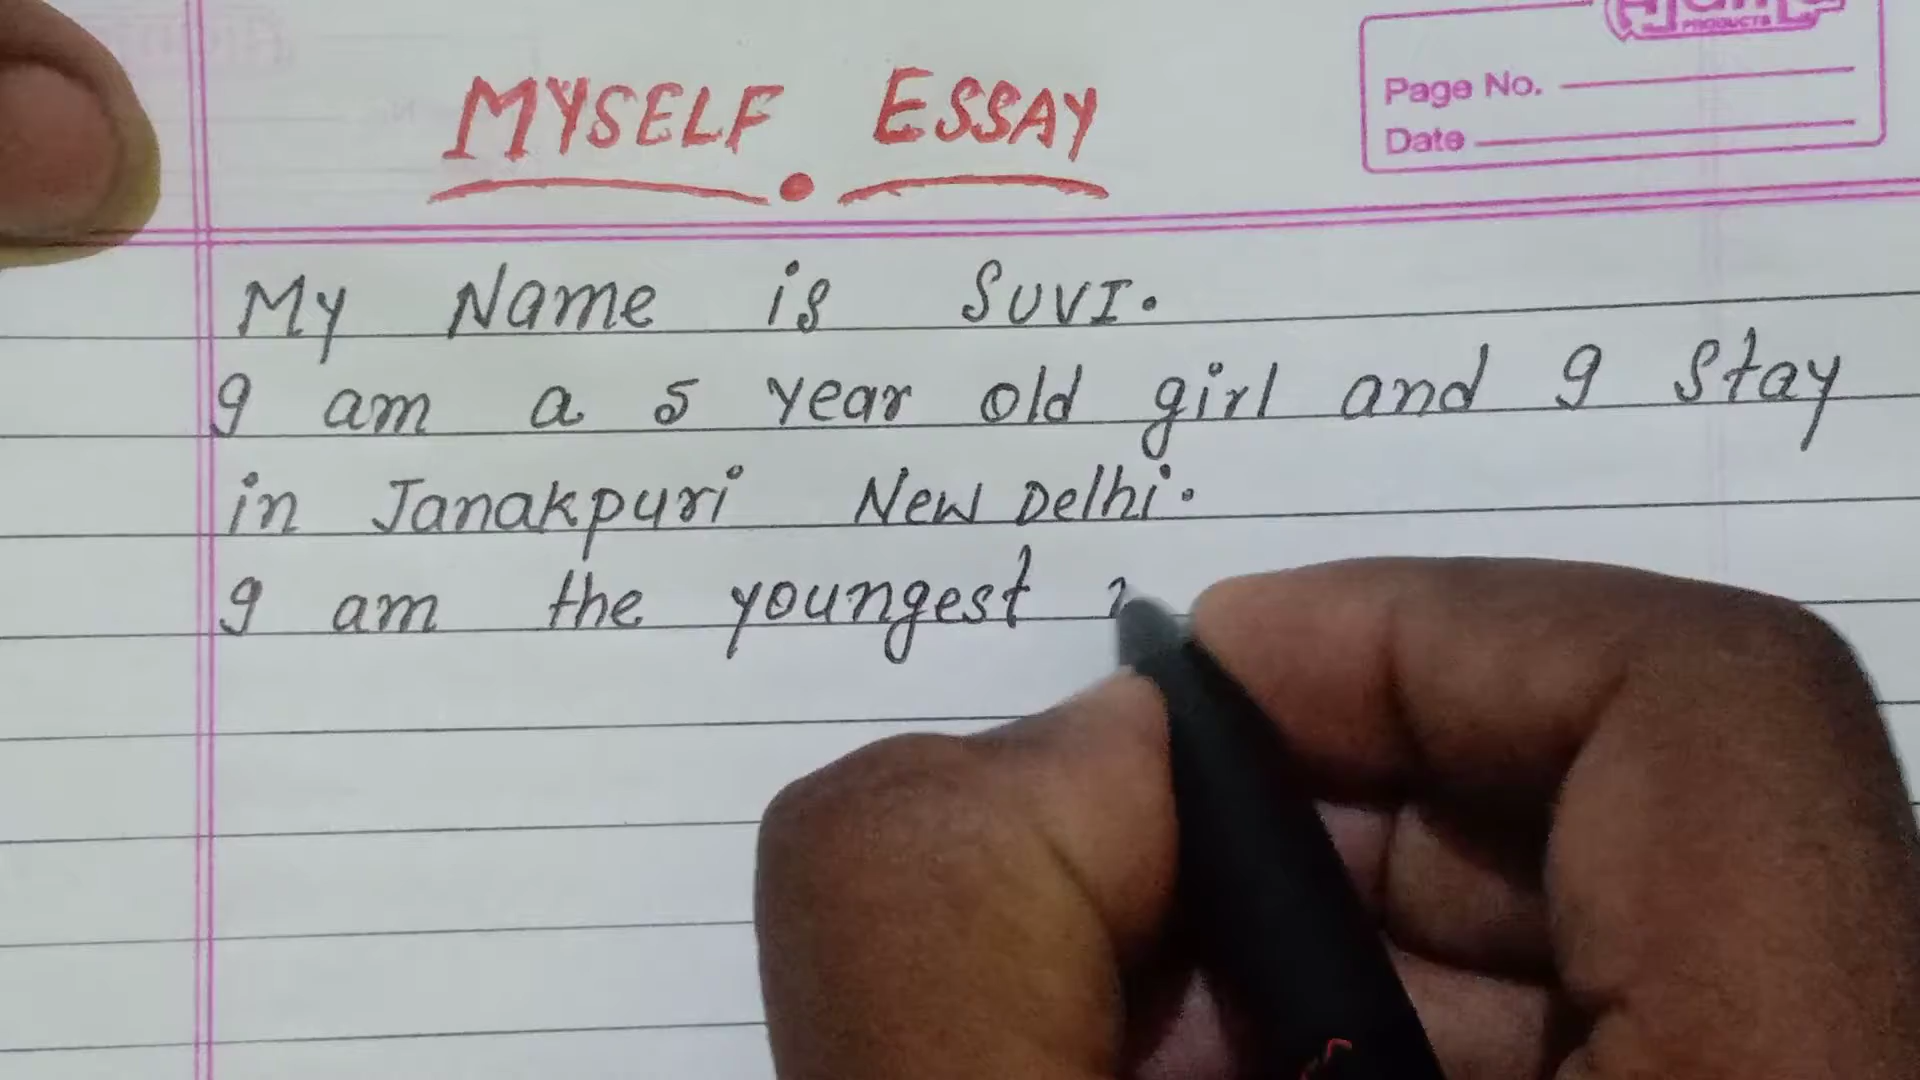 PRODUCTS
Page No.
Date
MYSELF ESSAY
My Name is SUVI.
I am a 5 year old girl and I stay
in Janakpuri New Delhi.
I am the youngest